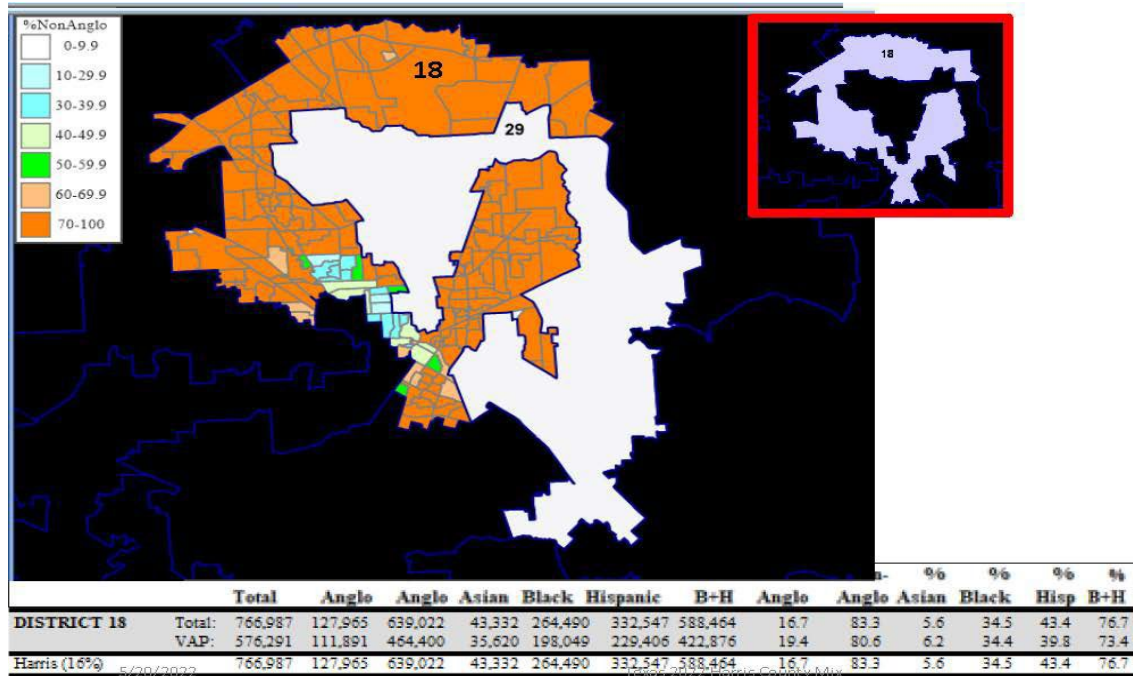 %NonAnglo
0-9.9
10-29.9
30-39.9
40-49.9
50-59.9
60-69.9
70-100
18
29
18
n- % % % %
Total Anglo Anglo Asian Black Hispanic B+H Anglo Anglo Asian Black Hisp B+H
DISTRICT 18 Total: 766,987 127,965 639,022 43,332 264,490 332,547 588,464 16.7 83.3 5.6 34.5 43.4 76.7
VAP: 576,291 111,891 464,400 35,620 198,049 229,406 422,876 19.4 80.6 6.2 34.4 39.8 73.4
Harris (16%) 766,987 127,965 639,022 43,332 264,490 332,547 588,464 16.7 83.3 5.6 34.5 43.4 76.7
5/20/2022 Harris County Mix